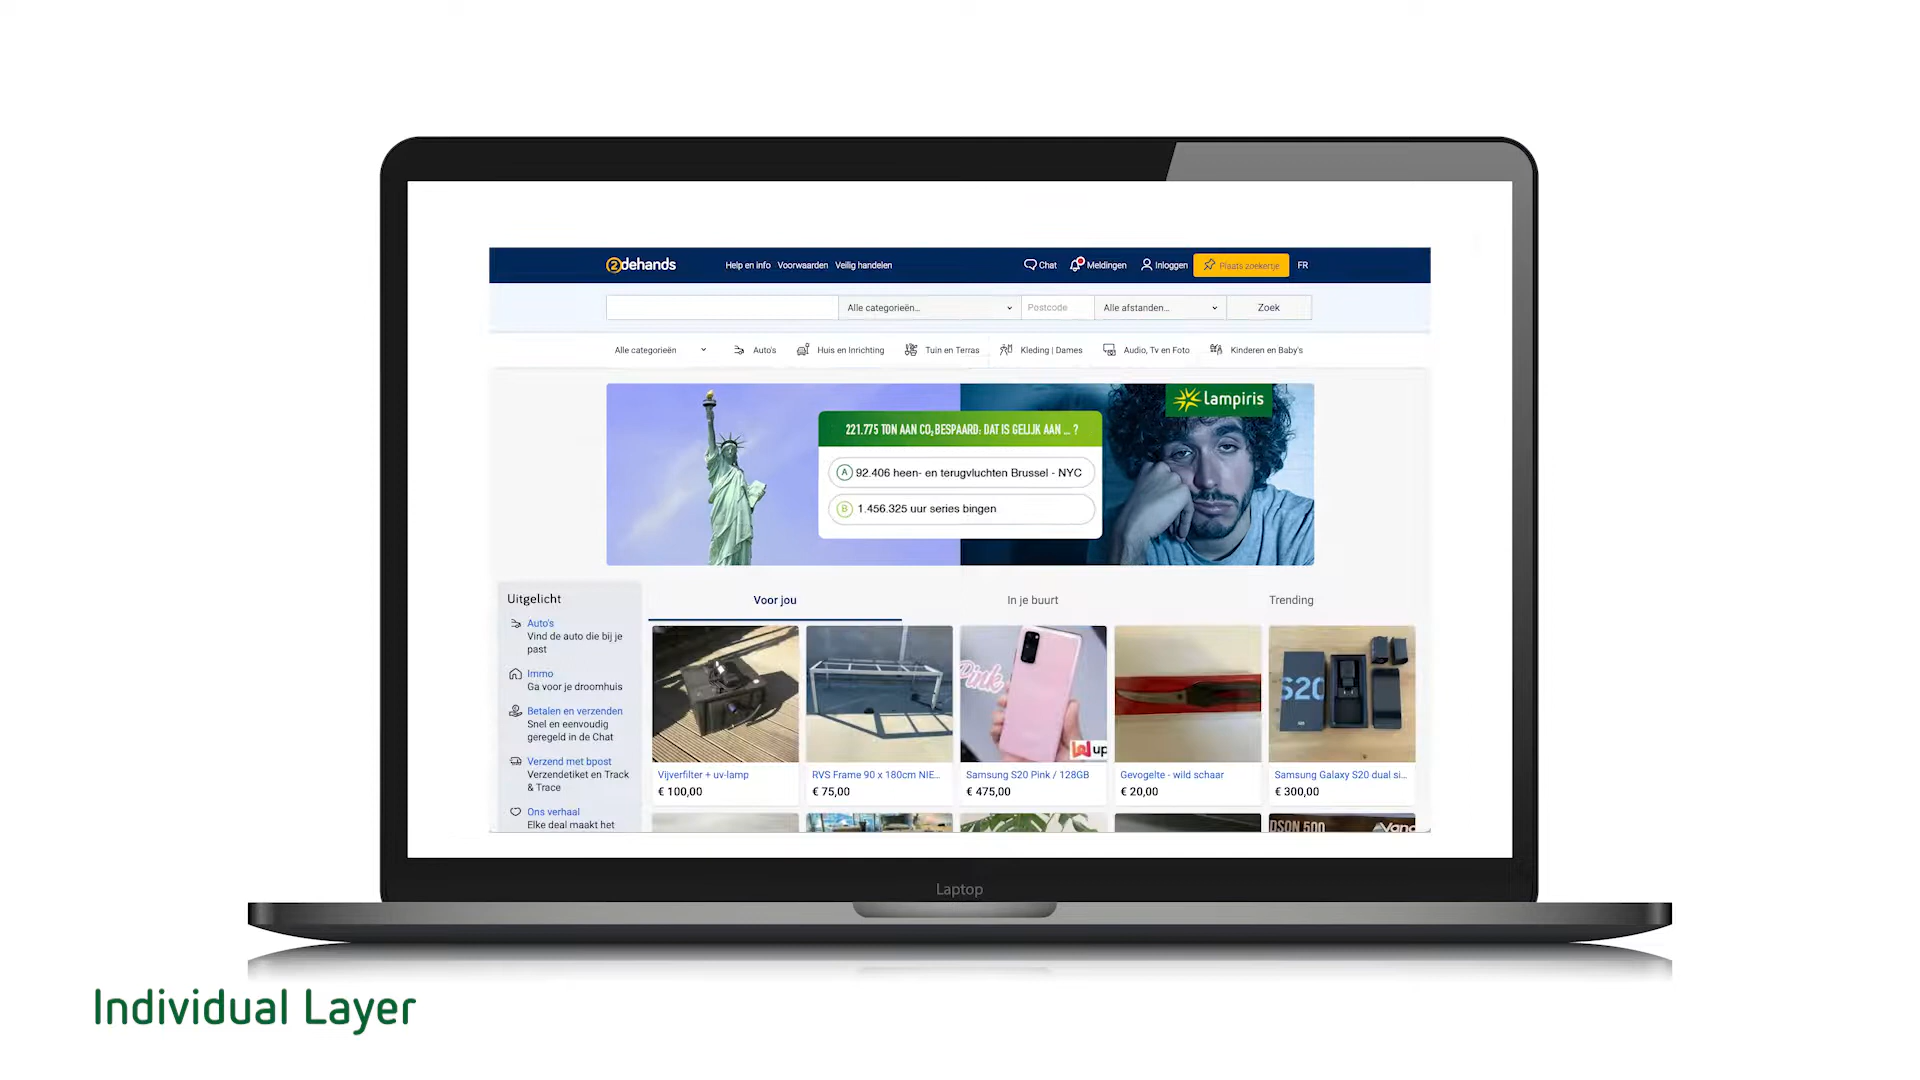 2dehands
Help en info Voorwaarden Veilig handelen
Chat Meldingen Inloggen Plaats zoekertje FR
Alle categorieën... Postcode Alle afstanden... Zoek
Alle categorieën Auto's Huis en Inrichting Tuin en Terras Kleding | Dames Audio, Tv en Foto Kinderen en Baby's
lampiris
221.775 TON AAN CO₂ BESPAARD: DAT IS GELIJK AAN ... ?
A 92.406 heen- en terugvluchten Brussel - NYC
B 1.456.325 uur series bingen
Uitgelicht
Auto's
Vind de auto die bij je
past
Immo
Ga voor je droomhuis
Betalen en verzenden
Snel en eenvoudig
geregeld in de Chat
Verzend met bpost
Verzendetiket en Track
& Trace
Ons verhaal
Elke deal maakt het
Voor jou In je buurt Trending
Pink
up
S20
Vijverfilter + uv-lamp
€ 100,00
RVS Frame 90 x 180cm NIE...
€ 75,00
Samsung S20 Pink / 128GB
€ 475,00
Gevogelte - wild schaar
€ 20,00
Samsung Galaxy S20 dual si...
€ 300,00
DSON 500
Laptop
Individual Layer